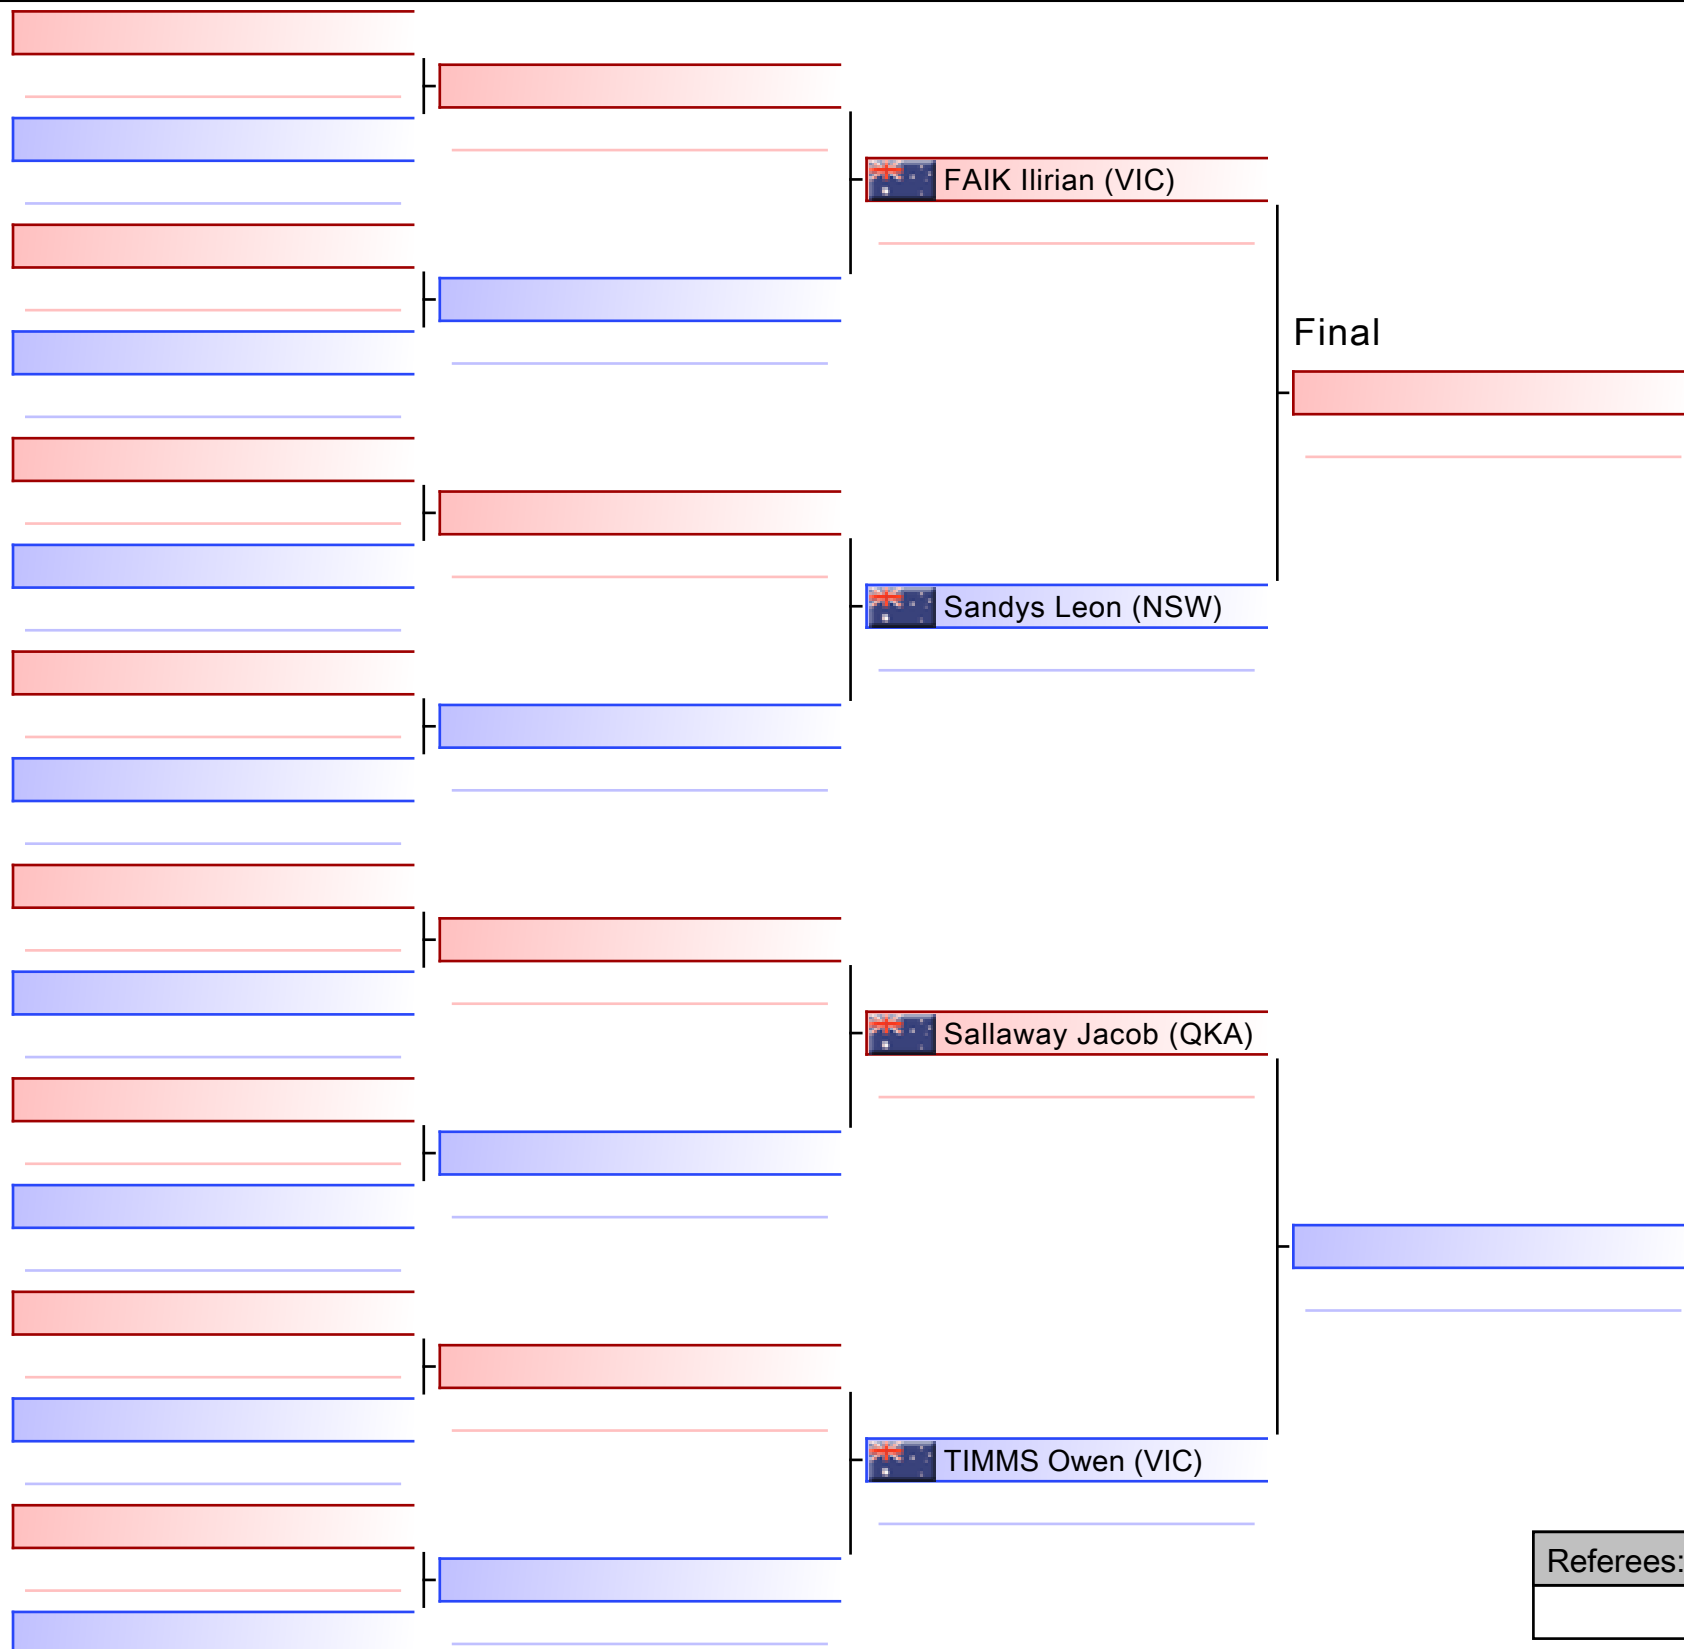 FAIK Ilirian (VIC)
Final
Sandys Leon (NSW)
Sallaway Jacob (QKA)
TIMMS Owen (VIC)
Referees: